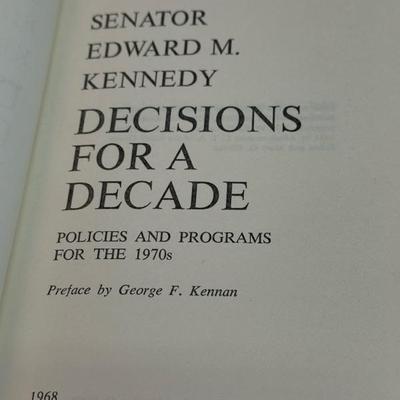 SENATOR
EDWARD M.
KENNEDY
DECISIONS
FOR A
DECADE
POLICIES AND PROGRAMS
FOR THE 1970s
Preface by George F. Kennan
1968